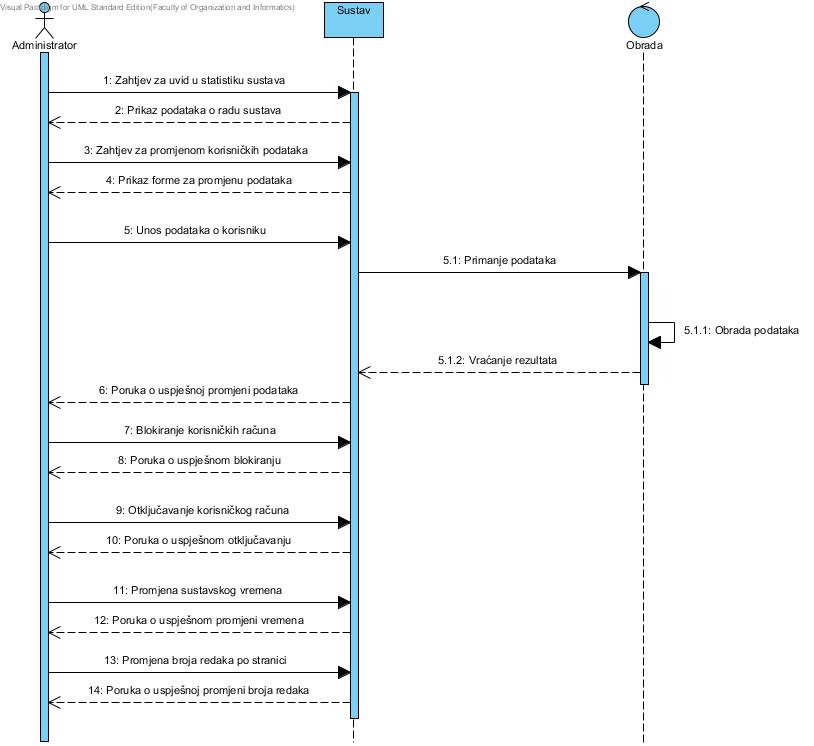 Visual Paradigm for UML Standard Edition(Faculty of Organization and Informatics)
Sustav
Administrator
Obrada
1: Zahtjev za uvid u statistiku sustava
2: Prikaz podataka o radu sustava
3: Zahtjev za promjenom korisničkih podataka
4: Prikaz forme za promjenu podataka
5: Unos podataka o korisniku
5.1: Primanje podataka
5.1.1: Obrada podataka
5.1.2: Vraćanje rezultata
6: Poruka o uspješnoj promjeni podataka
7: Blokiranje korisničkih računa
8: Poruka o uspješnom blokiranju
9: Otključavanje korisničkog računa
10: Poruka o uspješnom otključavanju
11: Promjena sustavskog vremena
12: Poruka o uspješnom promjeni vremena
13: Promjena broja redaka po stranici
14: Poruka o uspješnoj promjeni broja redaka